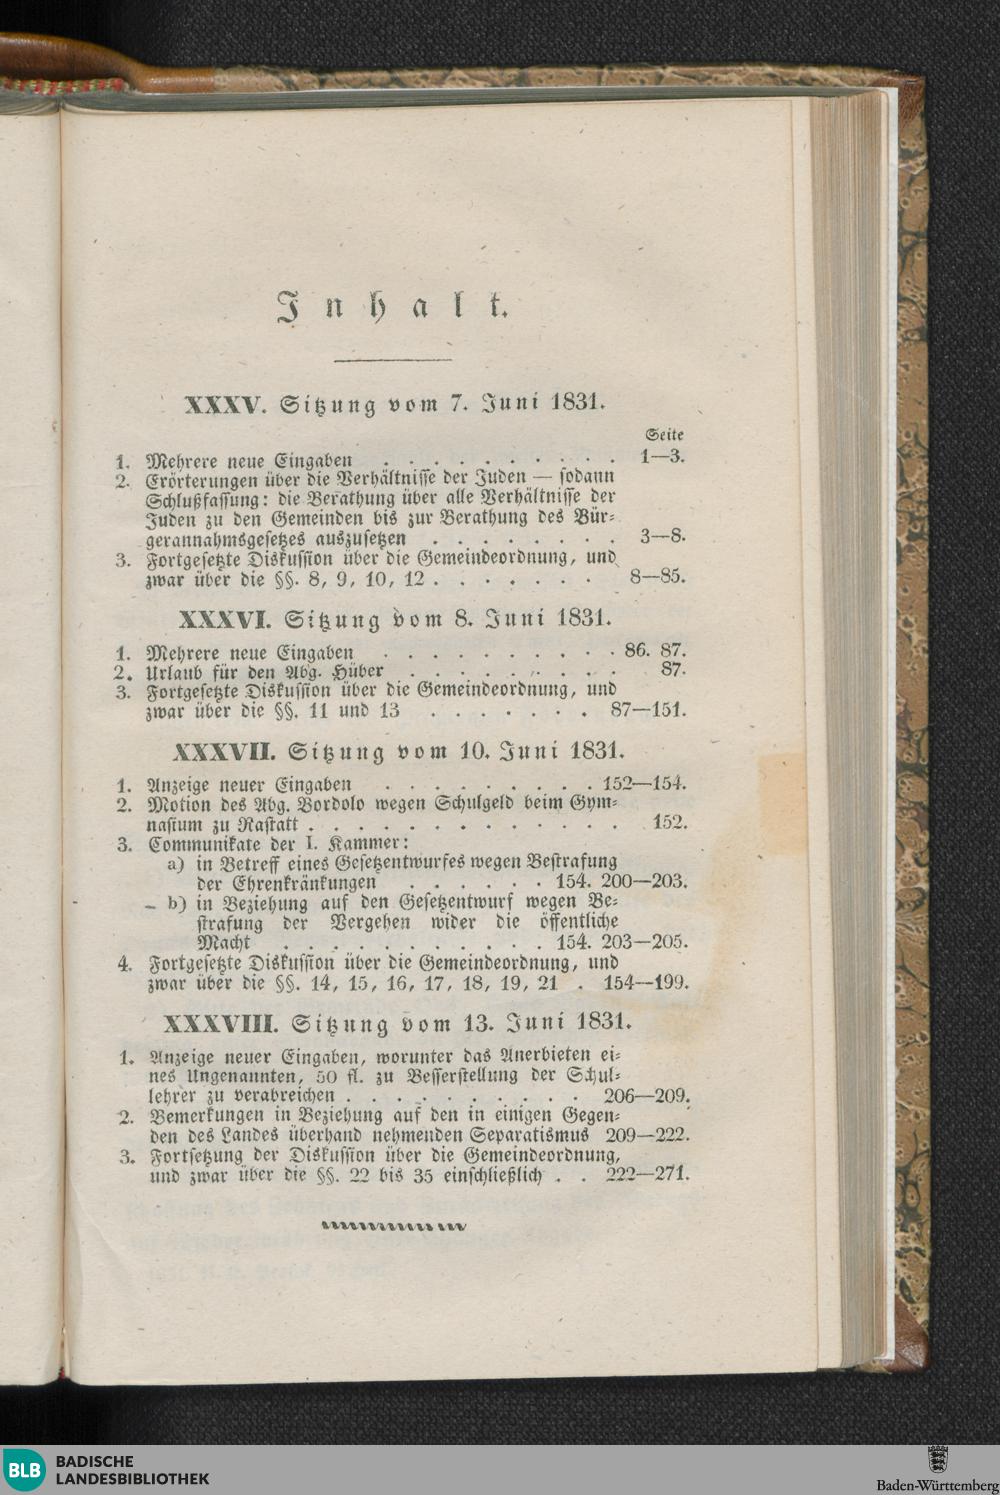 Inhalt.
XXXV. Sitzung vom 7. Juni 1831.
Seite
1. Mehrere neue Eingaben . . . . . . . . . . 1—3.
2. Erörterungen über die Verhältnisse der Juden — sodann
Schlußfassung: die Berathung über alle Verhältnisse der
Juden zu den Gemeinden bis zur Berathung des Bür-
gerannahmsgesetzes auszusetzen . . . . . . . . 3—8.
3. Fortgesetzte Diskussion über die Gemeindeordnung, und
zwar über die §§. 8, 9, 10, 12 . . . . . . . 8—85.
XXXVI. Sitzung vom 8. Juni 1831.
1. Mehrere neue Eingaben . . . . . . . . . . 86. 87.
2. Urlaub für den Abg. Hüber . . . . . . . . . 87.
3. Fortgesetzte Diskussion über die Gemeindeordnung, und
zwar über die §§. 11 und 13 . . . . . . . 87—151.
XXXVII. Sitzung vom 10. Juni 1831.
1. Anzeige neuer Eingaben . . . . . . . . . 152—154.
2. Motion des Abg. Bordolo wegen Schulgeld beim Gym-
nasium zu Rastatt . . . . . . . . . . . . . 152.
3. Communikate der I. Kammer:
a) in Betreff eines Gesetzentwurfes wegen Bestrafung
der Ehrenkränkungen . . . . . . 154. 200—203.
b) in Beziehung auf den Gesetzentwurf wegen Be-
strafung der Vergehen wider die öffentliche
Macht . . . . . . . . . . . 154. 203—205.
4. Fortgesetzte Diskussion über die Gemeindeordnung, und
zwar über die §§. 14, 15, 16, 17, 18, 19, 21 . 154—199.
XXXVIII. Sitzung vom 13. Juni 1831.
1. Anzeige neuer Eingaben, worunter das Anerbieten ei-
nes Ungenannten, 50 fl. zu Besserstellung der Schul-
lehrer zu verabreichen . . . . . . . . . . 206—209.
2. Bemerkungen in Beziehung auf den in einigen Gegen-
den des Landes überhand nehmenden Separatismus 209—222.
3. Fortsetzung der Diskussion über die Gemeindeordnung,
und zwar über die §§. 22 bis 35 einschließlich . . 222—271.
BLB BADISCHE
LANDESBIBLIOTHEK
Baden-Württemberg